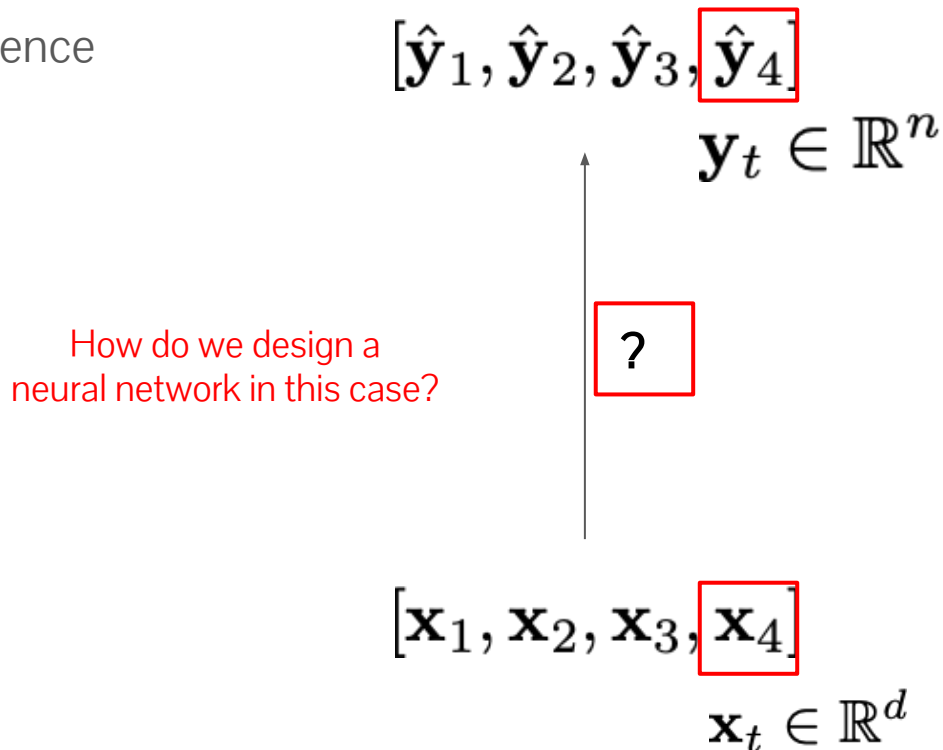 ence
[ŷ₁, ŷ₂, ŷ₃, ŷ₄]
yₜ ∈ ℝⁿ
How do we design a
neural network in this case?
?
[x₁, x₂, x₃, x₄]
xₜ ∈ ℝᵈ